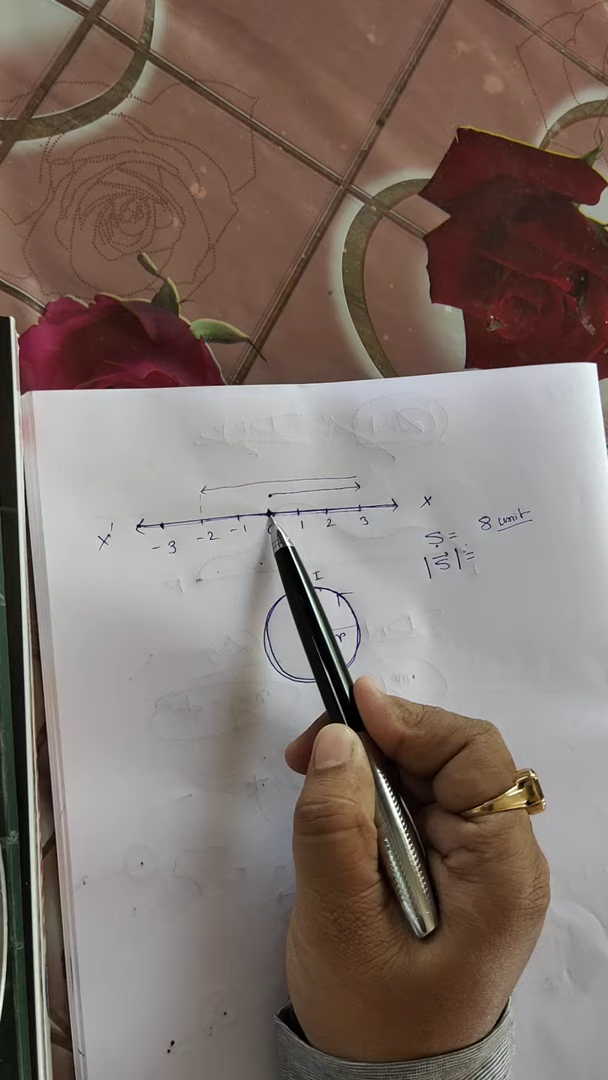 X' -3 -2 -1 1 2 3 X
S = 8 unit
|S⃗| =
I
r